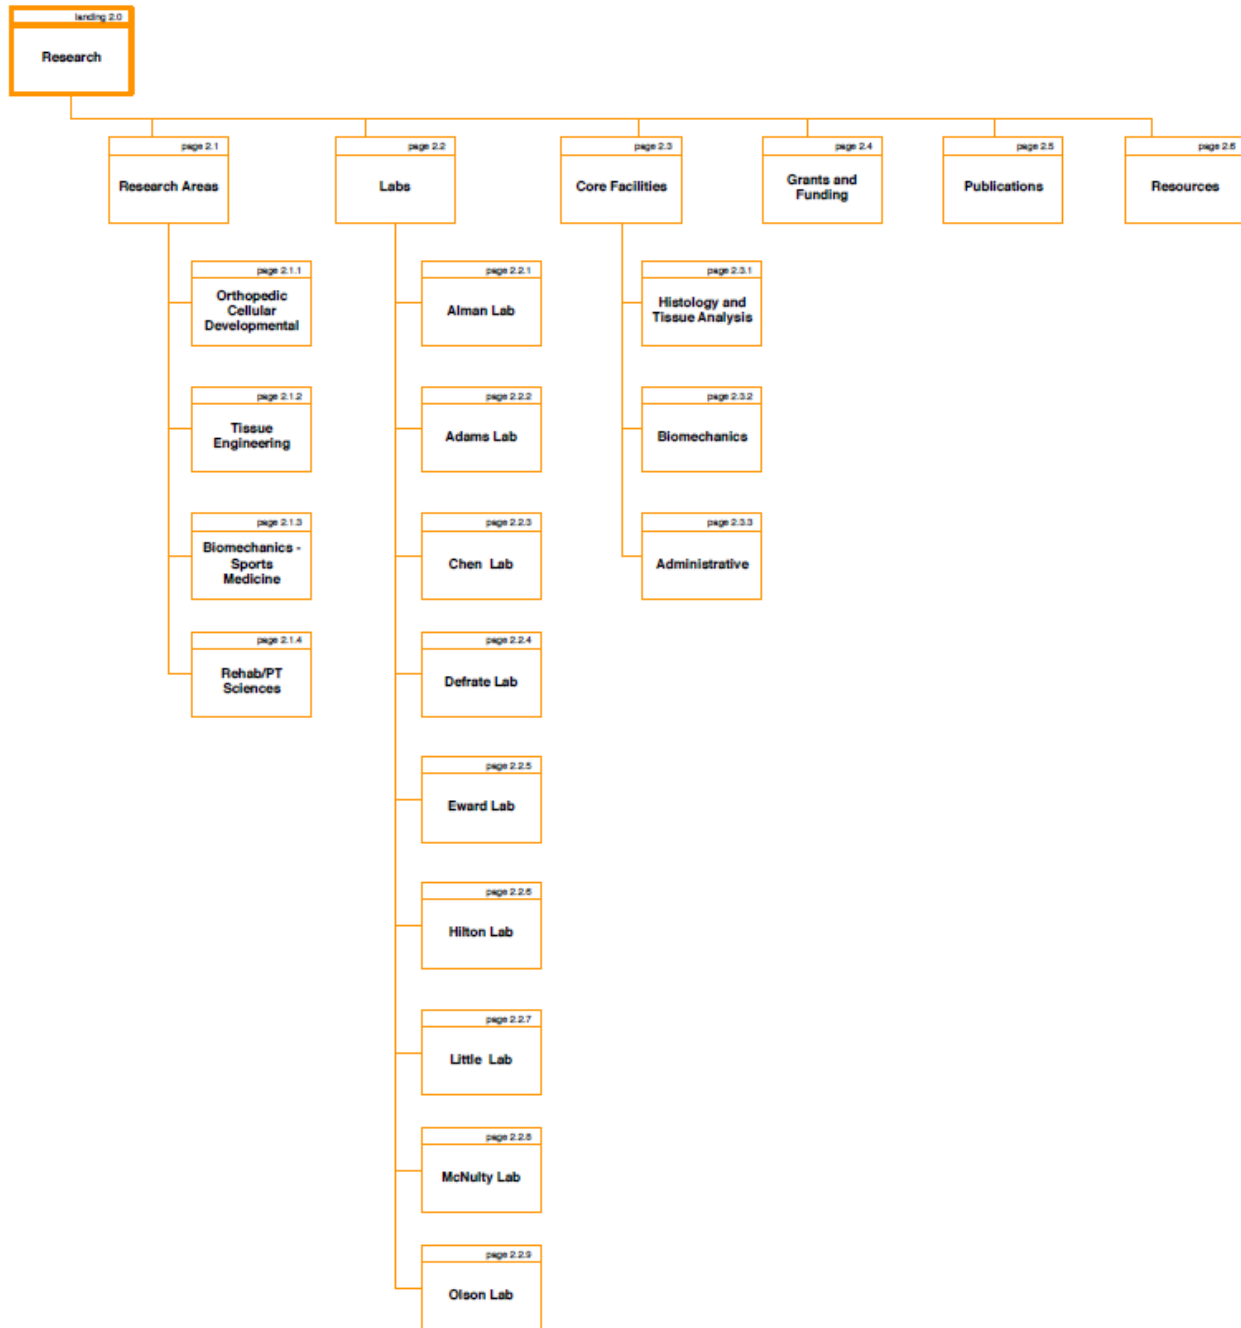 landing 2.0
Research
page 2.1
Research Areas
page 2.2
Labs
page 2.3
Core Facilities
page 2.4
Grants and
Funding
page 2.5
Publications
page 2.6
Resources
page 2.1.1
Orthopedic
Cellular
Developmental
page 2.1.2
Tissue
Engineering
page 2.1.3
Biomechanics -
Sports
Medicine
page 2.1.4
Rehab/PT
Sciences
page 2.2.1
Alman Lab
page 2.2.2
Adams Lab
page 2.2.3
Chen Lab
page 2.2.4
Defrate Lab
page 2.2.5
Eward Lab
page 2.2.6
Hilton Lab
page 2.2.7
Little Lab
page 2.2.8
McNulty Lab
page 2.2.9
Olson Lab
page 2.3.1
Histology and
Tissue Analysis
page 2.3.2
Biomechanics
page 2.3.3
Administrative